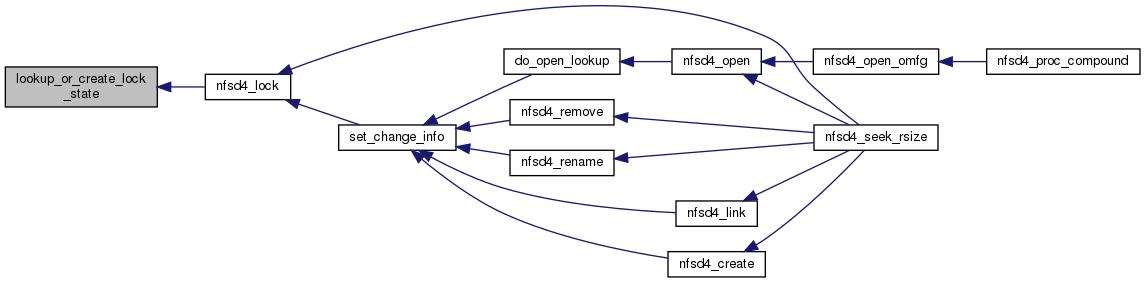 lookup_or_create_lock
_state
nfsd4_lock
set_change_info
do_open_lookup
nfsd4_remove
nfsd4_rename
nfsd4_open
nfsd4_link
nfsd4_create
nfsd4_open_omfg
nfsd4_seek_rsize
nfsd4_proc_compound